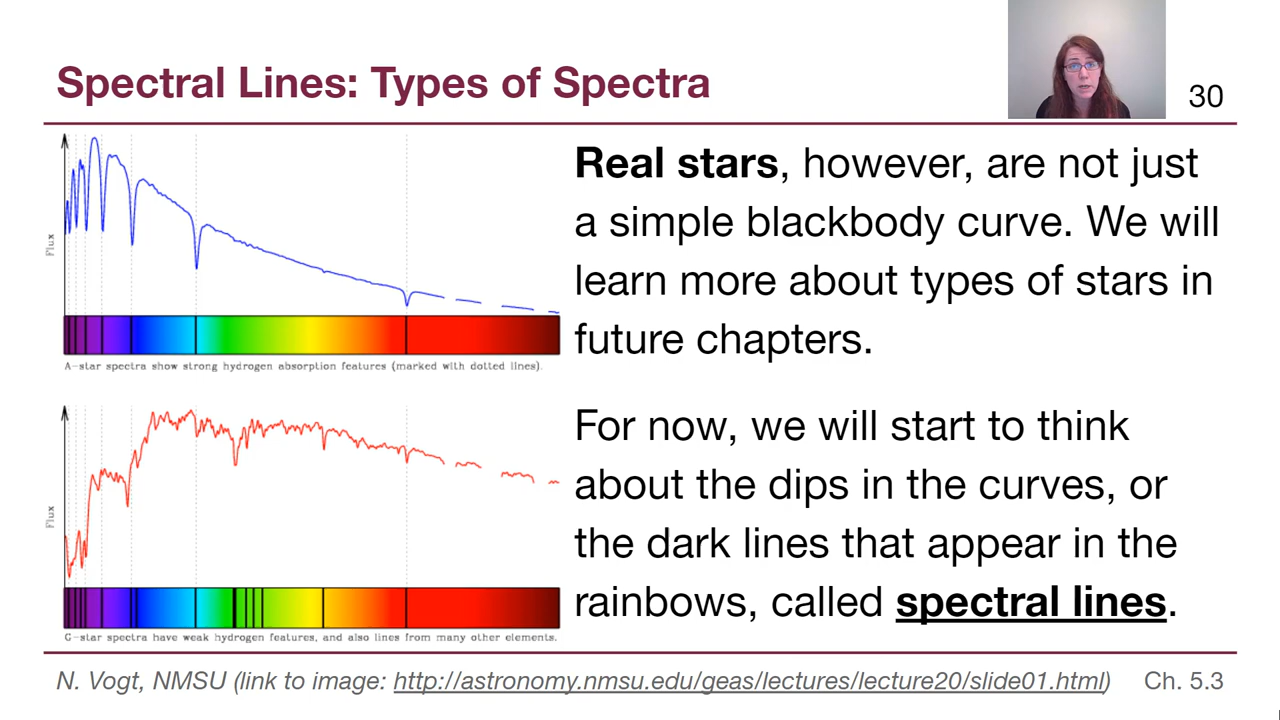 Spectral Lines: Types of Spectra
30
Flux
A-star spectra show strong hydrogen absorption features (marked with dotted lines).
Flux
G-star spectra have weak hydrogen features, and also lines from many other elements.
Real stars, however, are not just
a simple blackbody curve. We will
learn more about types of stars in
future chapters.
For now, we will start to think
about the dips in the curves, or
the dark lines that appear in the
rainbows, called spectral lines.
N. Vogt, NMSU (link to image: http://astronomy.nmsu.edu/geas/lectures/lecture20/slide01.html)
Ch. 5.3